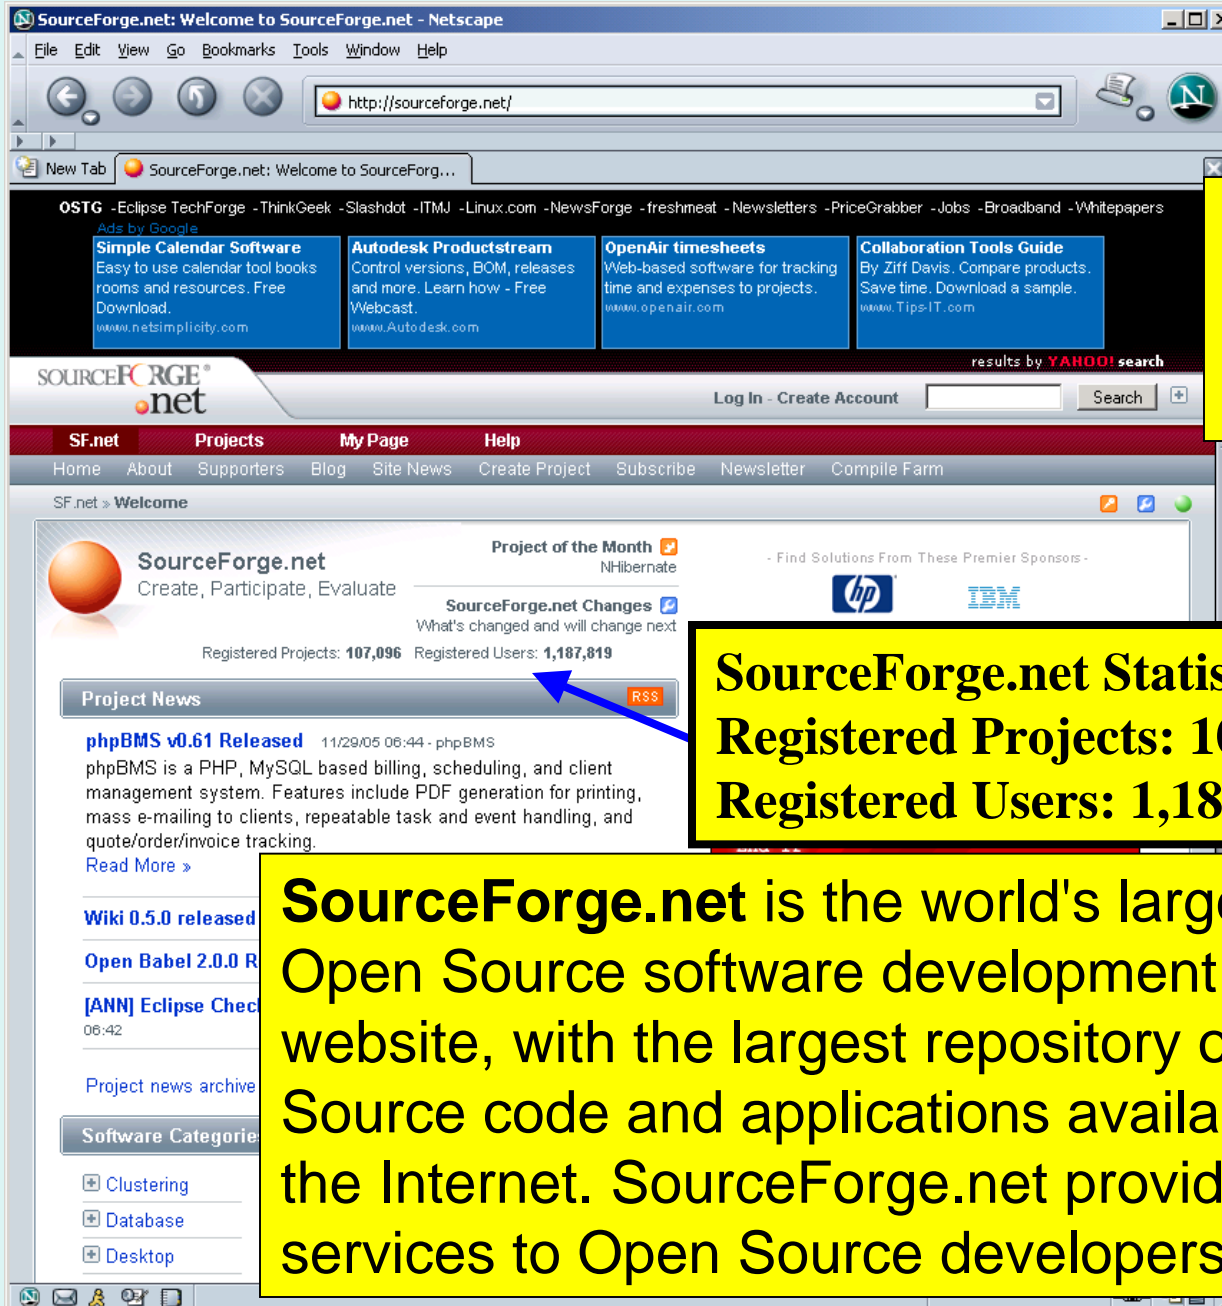 SourceForge.net: Welcome to SourceForge.net - Netscape
File Edit View Go Bookmarks Tools Window Help
http://sourceforge.net/
N
New Tab SourceForge.net: Welcome to SourceForg...
OSTG - Eclipse TechForge - ThinkGeek - Slashdot - ITMJ - Linux.com - NewsForge - freshmeat - Newsletters - PriceGrabber - Jobs - Broadband - Whitepapers
Ads by Google
Simple Calendar Software
Easy to use calendar tool books
rooms and resources. Free
Download.
www.netsimplicity.com
Autodesk Productstream
Control versions, BOM, releases
and more. Learn how - Free
Webcast.
www.Autodesk.com
OpenAir timesheets
Web-based software for tracking
time and expenses to projects.
www.openair.com
Collaboration Tools Guide
By Ziff Davis. Compare products.
Save time. Download a sample.
www.Tips-IT.com
results by YAHOO! search
SOURCEFORGE®
net
Log In - Create Account Search
SF.net Projects My Page Help
Home About Supporters Blog Site News Create Project Subscribe Newsletter Compile Farm
SF.net » Welcome
SourceForge.net
Create, Participate, Evaluate
Project of the Month
NHibernate
SourceForge.net Changes
What's changed and will change next
Registered Projects: 107,096 Registered Users: 1,187,819
- Find Solutions From These Premier Sponsors -
hp IBM
Project News RSS
phpBMS v0.61 Released 11/29/05 06:44 - phpBMS
phpBMS is a PHP, MySQL based billing, scheduling, and client
management system. Features include PDF generation for printing,
mass e-mailing to clients, repeatable task and event handling, and
quote/order/invoice tracking.
Read More »
Wiki 0.5.0 released
Open Babel 2.0.0 R
[ANN] Eclipse Chec
06:42
Project news archive
Software Categorie
Clustering
Database
Desktop
SourceForge.net Statis
Registered Projects: 10
Registered Users: 1,18
SourceForge.net is the world's large
Open Source software development
website, with the largest repository o
Source code and applications availa
the Internet. SourceForge.net provid
services to Open Source developers